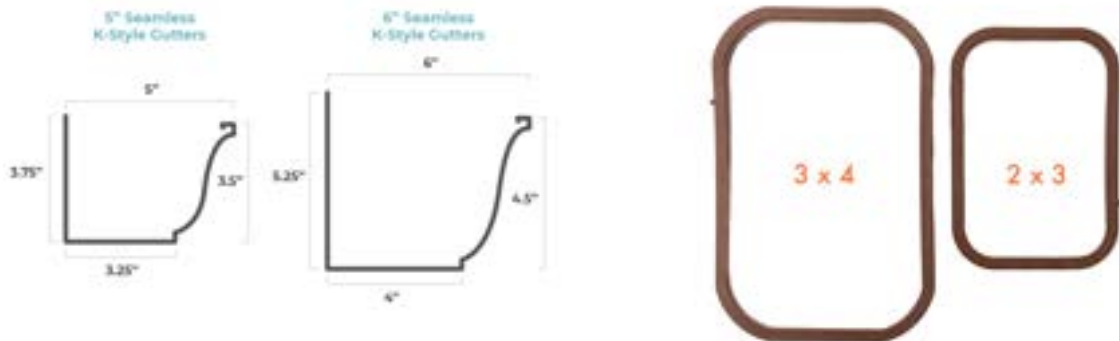 5" Seamless
K-Style Gutters
6" Seamless
K-Style Gutters
5"
6"
3.75"
3.5"
3.25"
5.25"
4.5"
4"
3 x 4
2 x 3